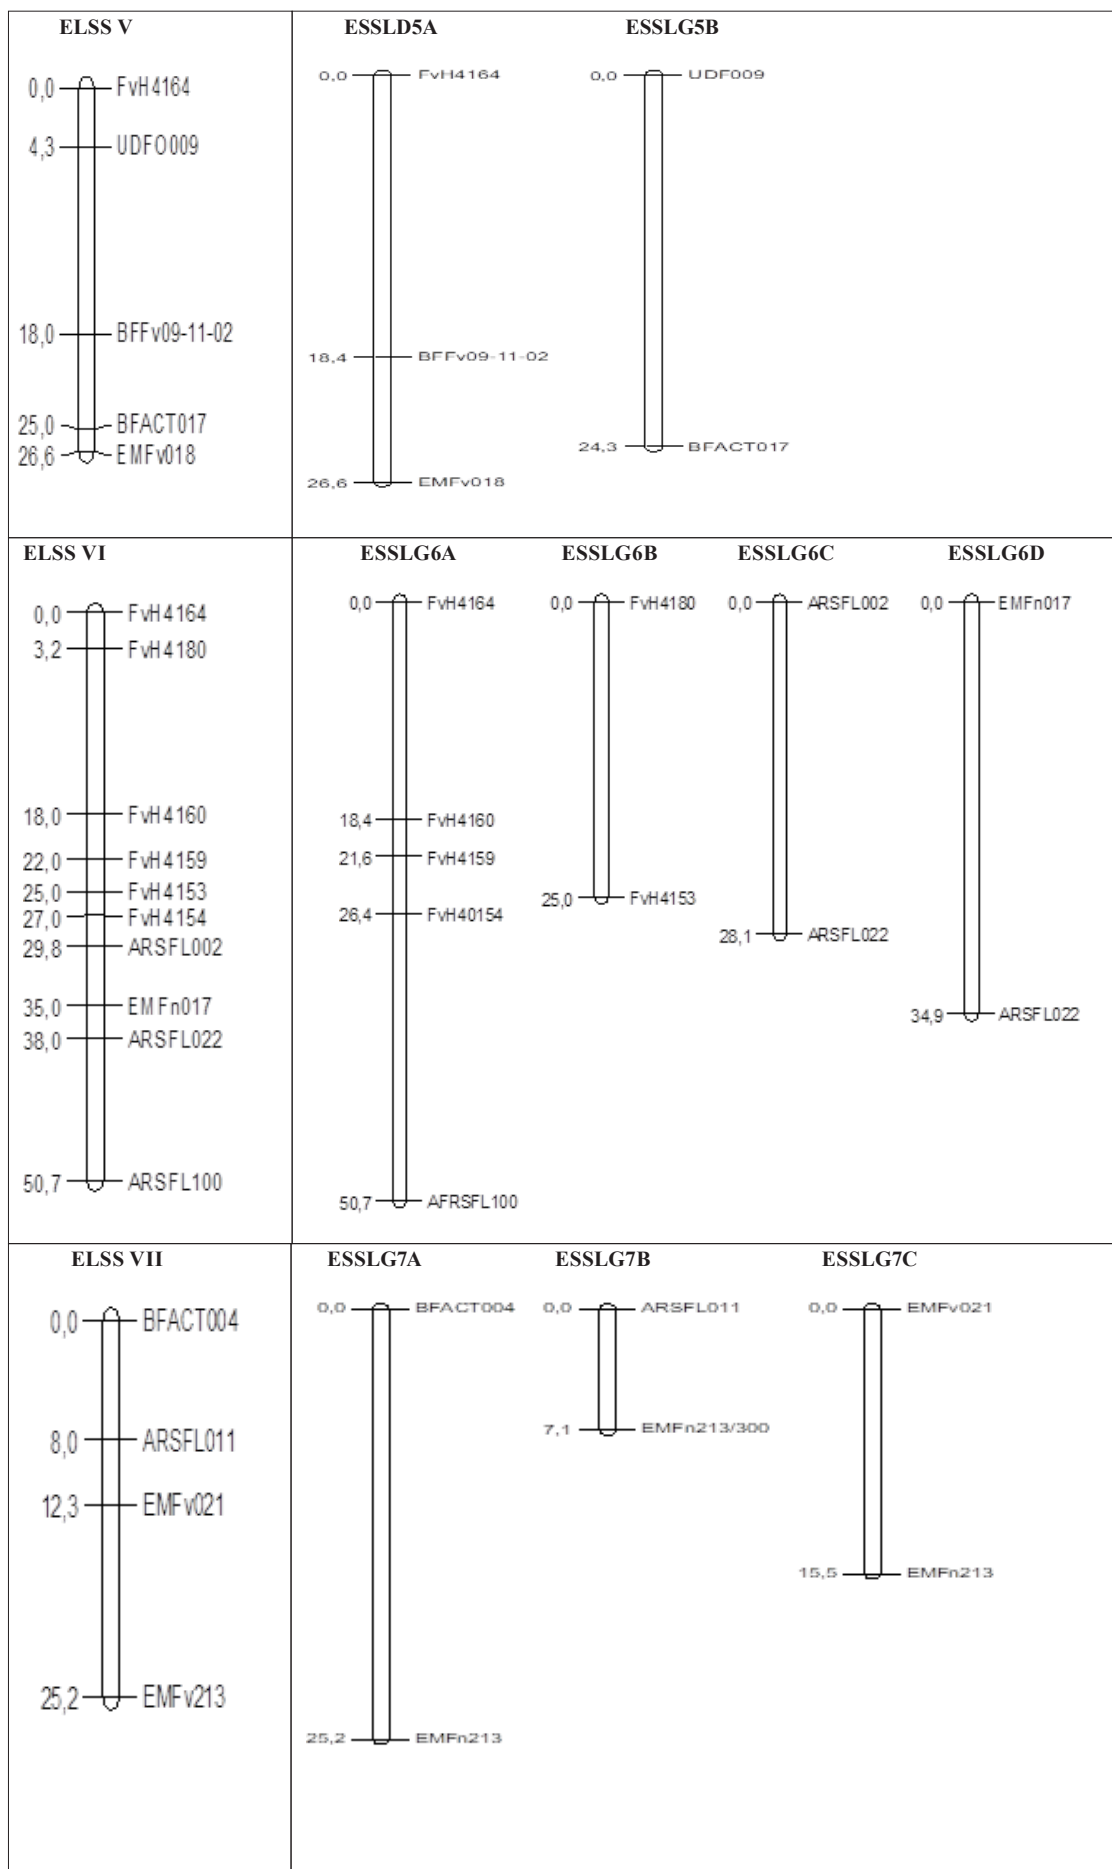 ELSS V
0,0 FvH4164
4,3 UDFO009
18,0 BFFv09-11-02
25,0 BFACT017
26,6 EMFv018
ESSLD5A
0,0 FvH4164
18,4 BFFv09-11-02
26,6 EMFv018
ESSLG5B
0,0 UDF009
24,3 BFACT017
ELSS VI
0,0 FvH4164
3,2 FvH4180
18,0 FvH4160
22,0 FvH4159
25,0 FvH4153
27,0 FvH4154
29,8 ARSFL002
35,0 EMFn017
38,0 ARSFL022
50,7 ARSFL100
ESSLG6A
0,0 FvH4164
18,4 FvH4160
21,6 FvH4159
26,4 FvH40154
50,7 AFRSFL100
ESSLG6B
0,0 FvH4180
25,0 FvH4153
ESSLG6C
0,0 ARSFL002
28,1 ARSFL022
ESSLG6D
0,0 EMFn017
34,9 ARSFL022
ELSS VII
0,0 BFACT004
8,0 ARSFL011
12,3 EMFv021
25,2 EMFv213
ESSLG7A
0,0 BFACT004
25,2 EMFn213
ESSLG7B
0,0 ARSFL011
7,1 EMFn213/300
ESSLG7C
0,0 EMFv021
15,5 EMFn213